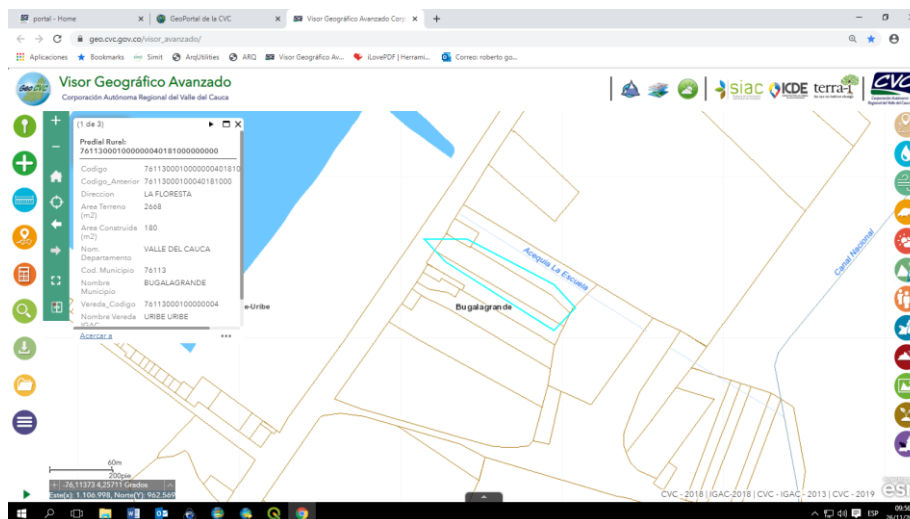 portal - Home
GeoPortal de la CVC
Visor Geográfico Avanzado Corp
geo.cvc.gov.co/visor_avanzado/
Aplicaciones
Bookmarks
Simit
ArqUtilities
ARQ
Visor Geográfico Av...
iLovePDF | Herrami...
Correo: roberto go...
Geo CVC
Visor Geográfico Avanzado
Corporación Autónoma Regional del Valle del Cauca
siac
ICDE
terra-i
CVC
(1 de 3)
Predial Rural:
761130001000000040181000000000
Codigo 7611300010000000401810
Codigo_Anterior 76113000100040181000
Direccion LA FLORESTA
Area Terreno (m2) 2668
Area Construida (m2) 180
Nom. Departamento VALLE DEL CAUCA
Cod. Municipio 76113
Nombre Municipio BUGALAGRANDE
Vereda_Codigo 76113000100000004
Nombre Vereda IGAC URIBE URIBE
Acercar a
e-Uribe
Bugalagrande
Acequia La Escuela
Canal Nacional
60m
200pie
-76,11373 4,25711 Grados
Este(x): 1.106.998, Norte(Y): 962.569
CVC - 2018 | IGAC-2018 | CVC - IGAC - 2013 | CVC - 2019
esri
ESP
26/11/20